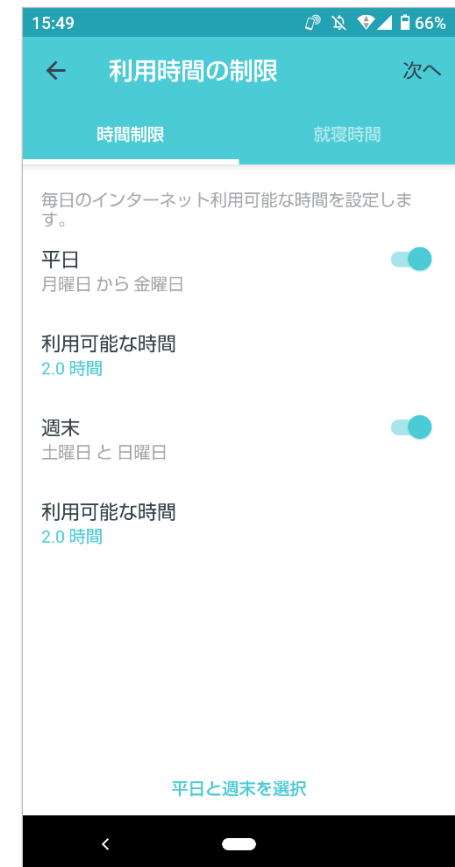 15:49 66%
利用時間の制限 次へ
時間制限 就寝時間
毎日のインターネット利用可能な時間を設定しま
す。
平日
月曜日 から 金曜日
利用可能な時間
2.0 時間
週末
土曜日 と 日曜日
利用可能な時間
2.0 時間
平日と週末を選択